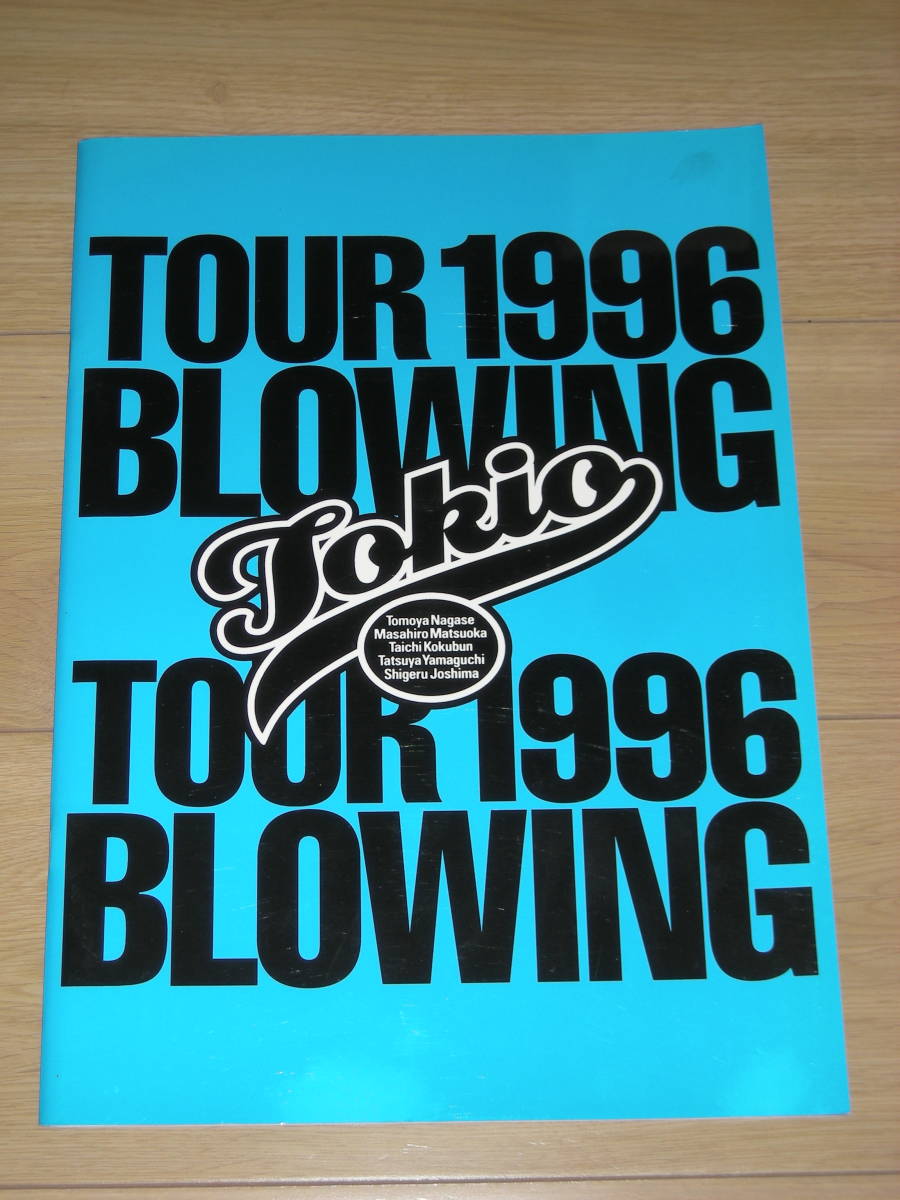 TOUR 1996
BLOWING
Tokio
Tomoya Nagase
Masahiro Matsuoka
Taichi Kokubun
Tatsuya Yamaguchi
Shigeru Joshima
TOUR 1996
BLOWING